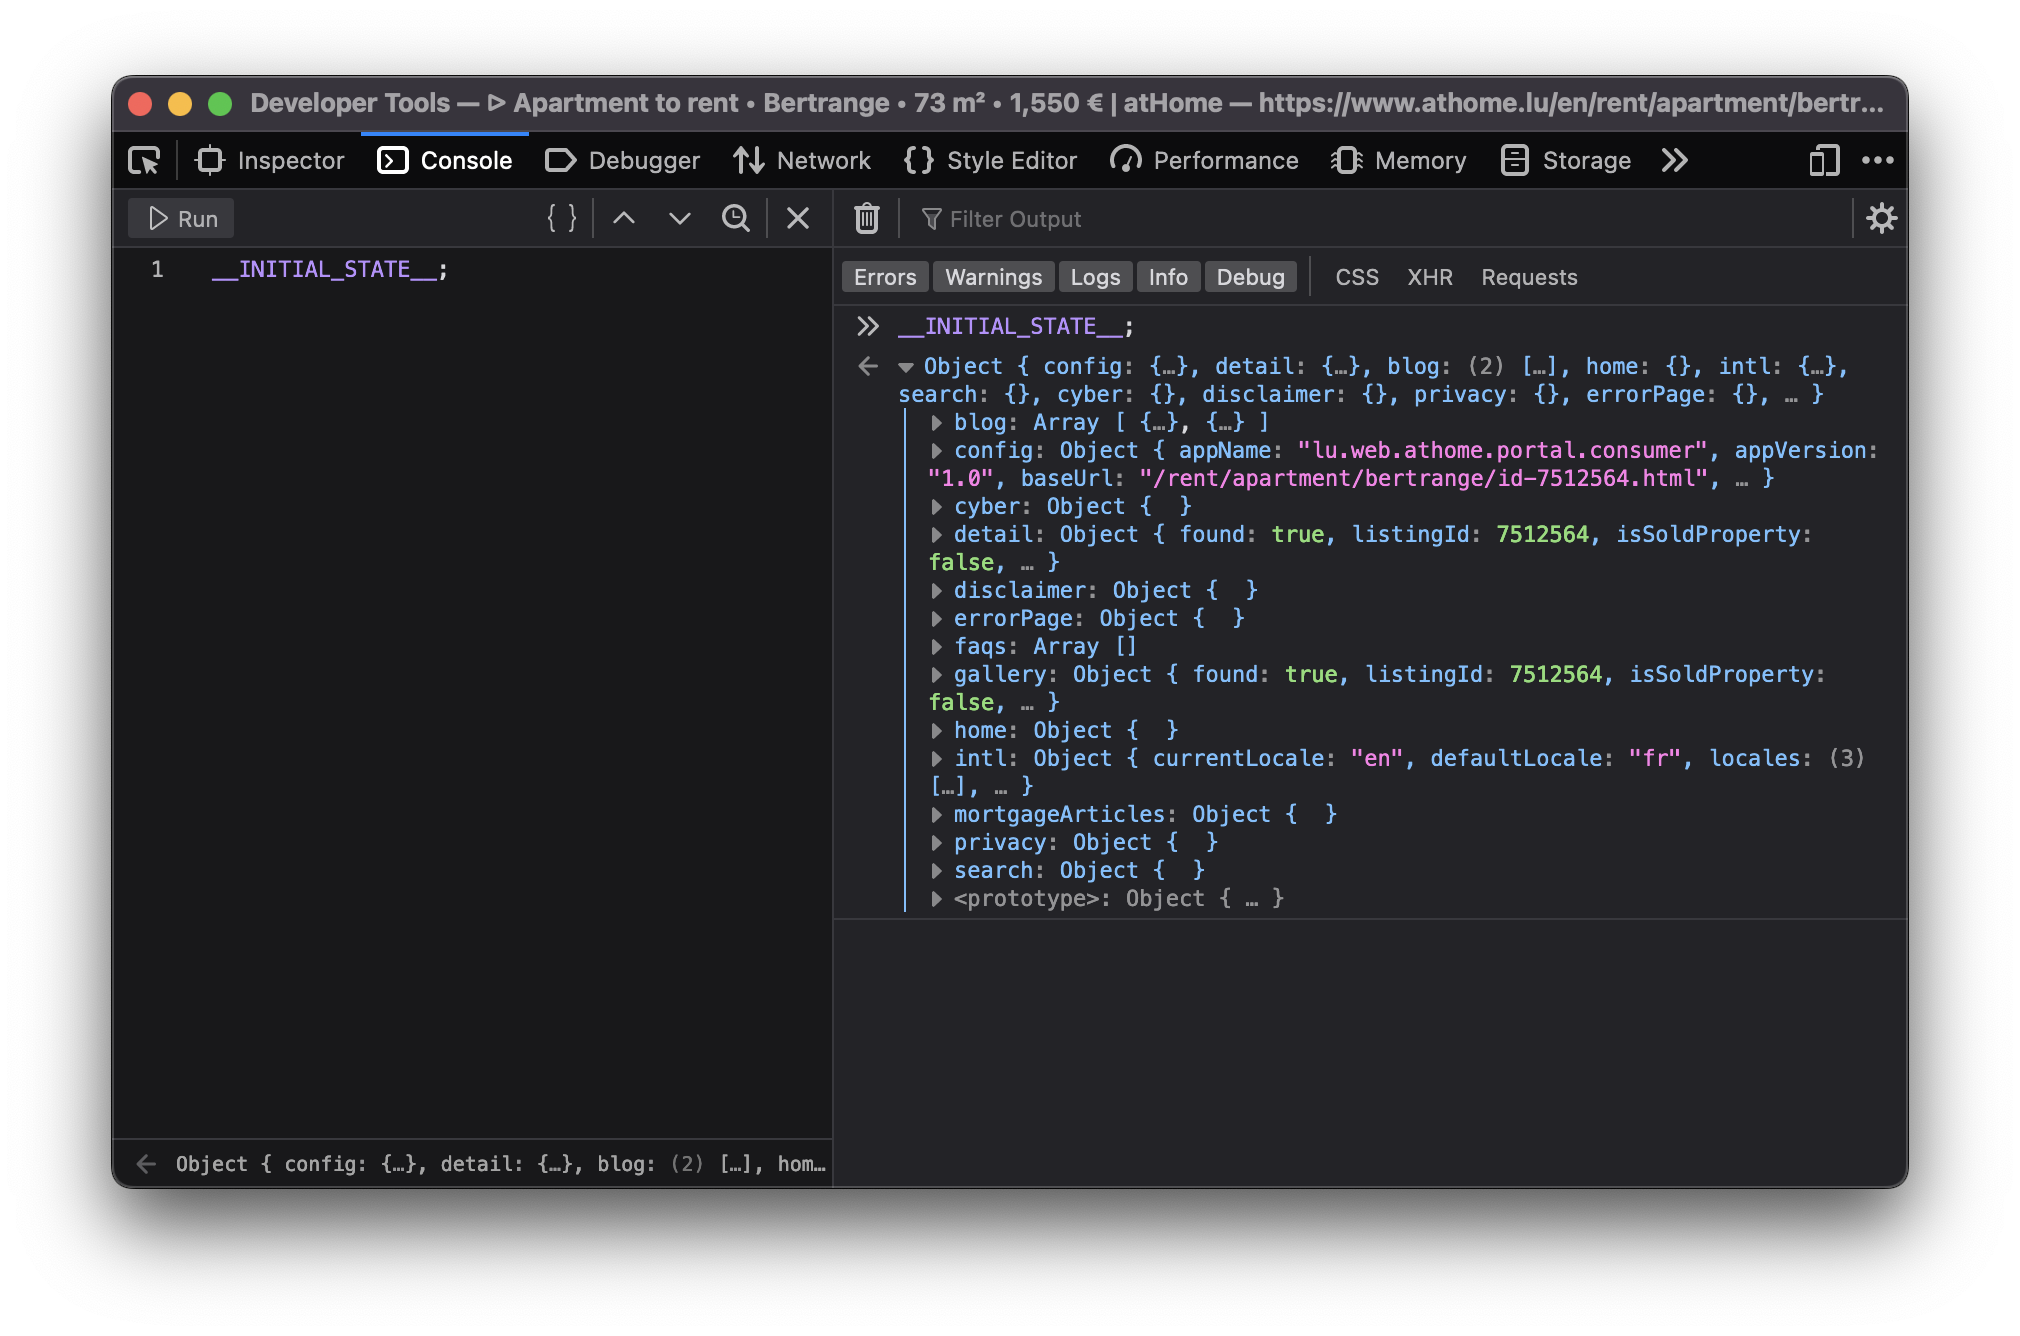 Developer Tools — ᐅ Apartment to rent • Bertrange • 73 m² • 1,550 € | atHome — https://www.athome.lu/en/rent/apartment/bertr...
Inspector Console Debugger Network { } Style Editor Performance Memory Storage
Run { } Filter Output
Errors Warnings Logs Info Debug CSS XHR Requests
1 __INITIAL_STATE__;
__INITIAL_STATE__;
Object { config: {…}, detail: {…}, blog: (2) […], home: {}, intl: {…},
search: {}, cyber: {}, disclaimer: {}, privacy: {}, errorPage: {}, … }
blog: Array [ {…}, {…} ]
config: Object { appName: "lu.web.athome.portal.consumer", appVersion:
"1.0", baseUrl: "/rent/apartment/bertrange/id-7512564.html", … }
cyber: Object {  }
detail: Object { found: true, listingId: 7512564, isSoldProperty:
false, … }
disclaimer: Object {  }
errorPage: Object {  }
faqs: Array []
gallery: Object { found: true, listingId: 7512564, isSoldProperty:
false, … }
home: Object {  }
intl: Object { currentLocale: "en", defaultLocale: "fr", locales: (3)
[…], … }
mortgageArticles: Object {  }
privacy: Object {  }
search: Object {  }
<prototype>: Object { … }
Object { config: {…}, detail: {…}, blog: (2) […], hom…